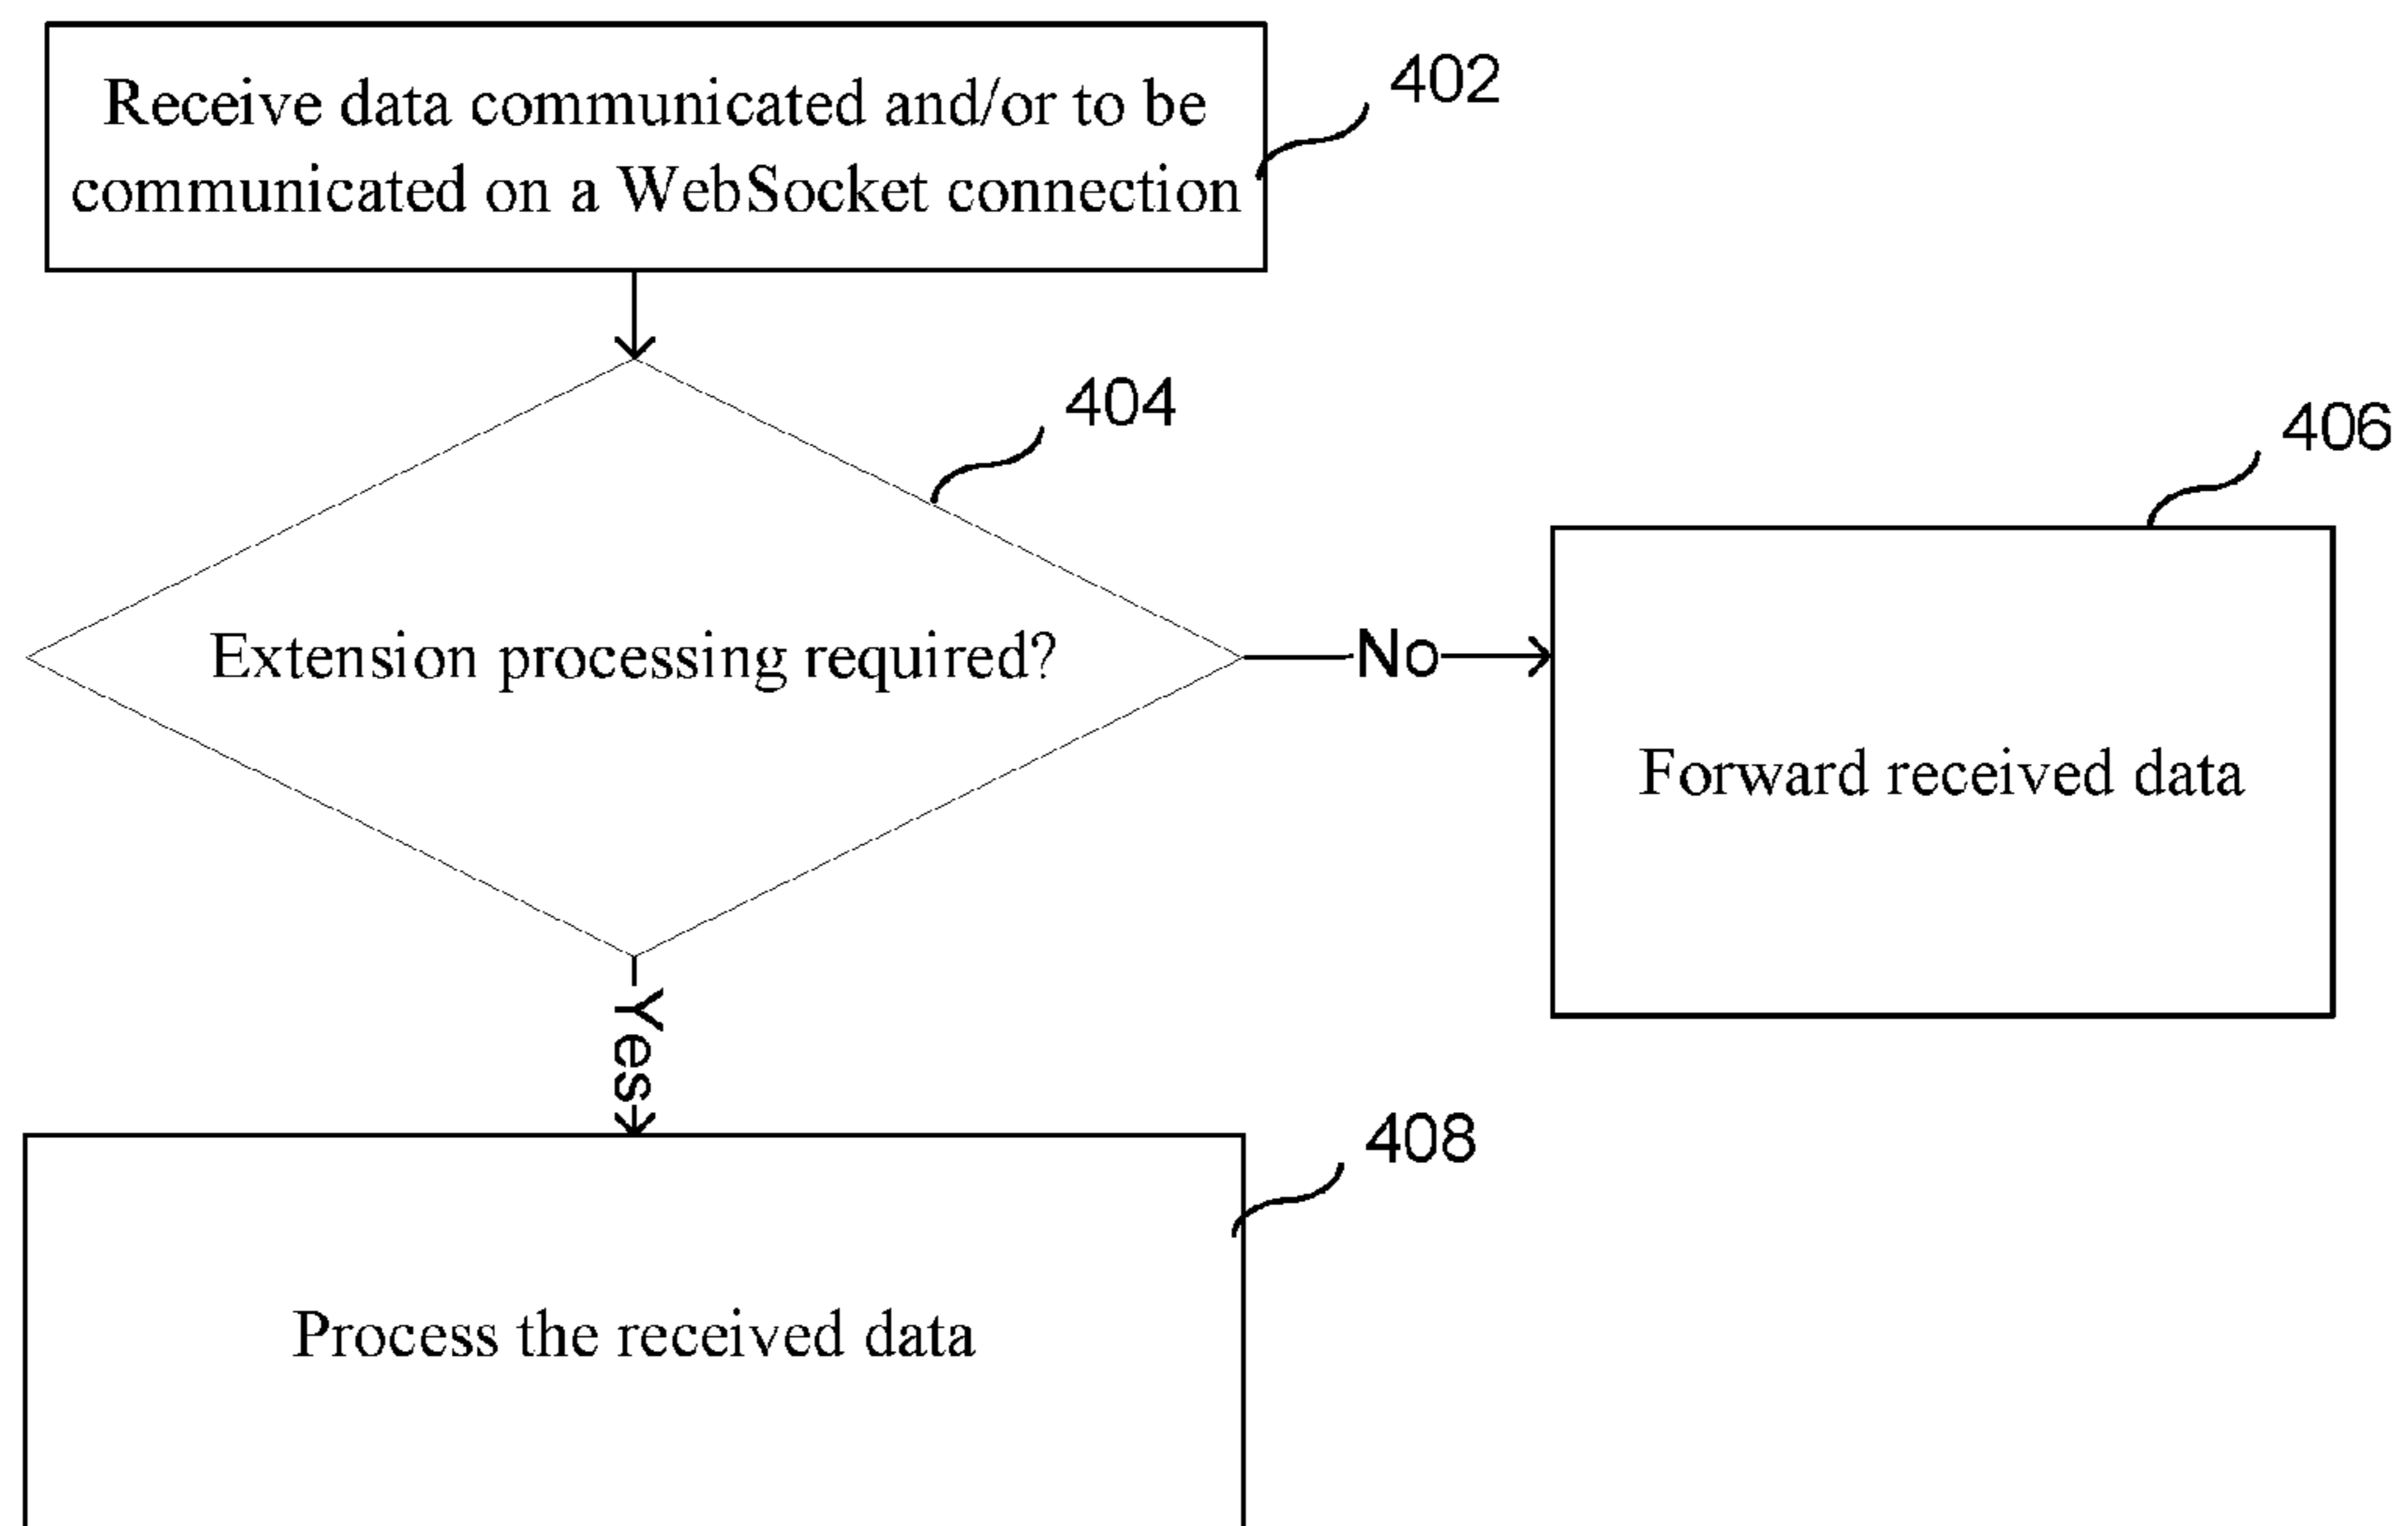 Receive data communicated and/or to be
communicated on a WebSocket connection
402
404
Extension processing required?
No
406
Forward received data
Yes
408
Process the received data